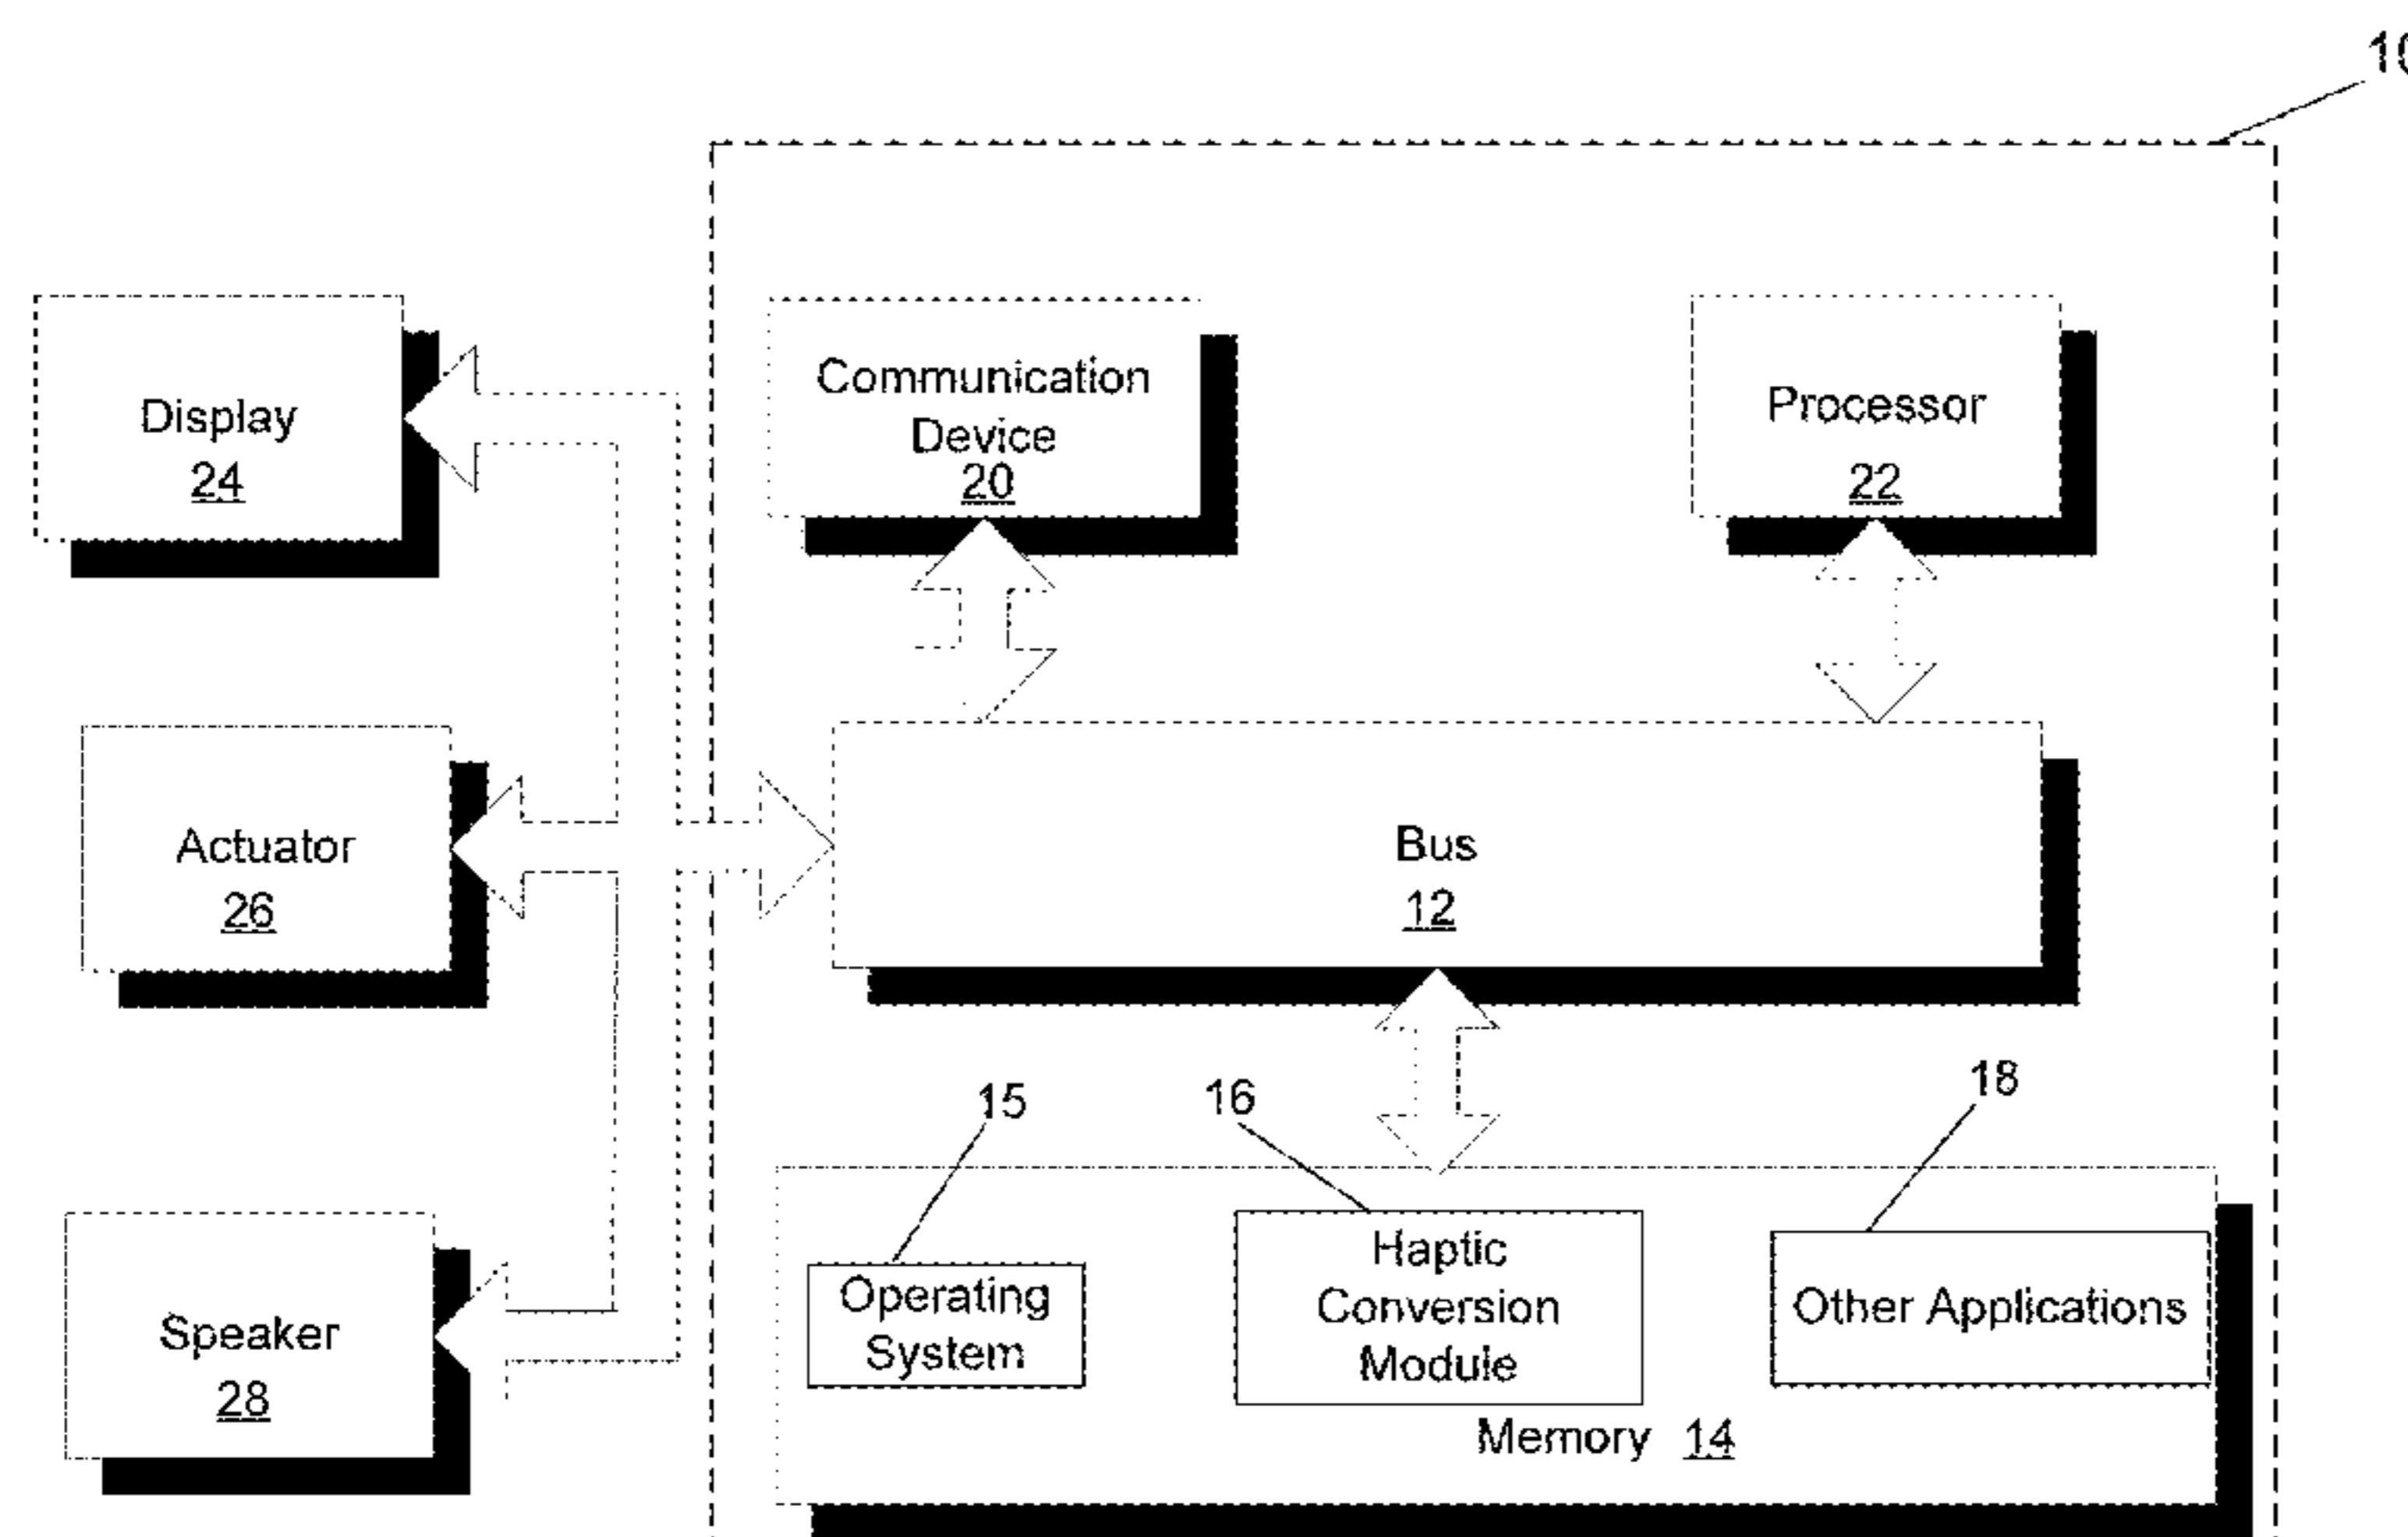 10
Display
24
Communication
Device
20
Processor
22
Actuator
26
Bus
12
15
16
18
Speaker
28
Operating
System
Haptic
Conversion
Module
Other Applications
Memory 14